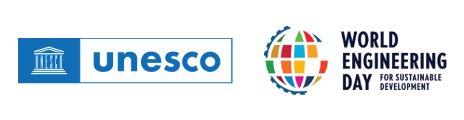 unesco
WORLD
ENGINEERING
DAY FOR SUSTAINABLE
DEVELOPMENT